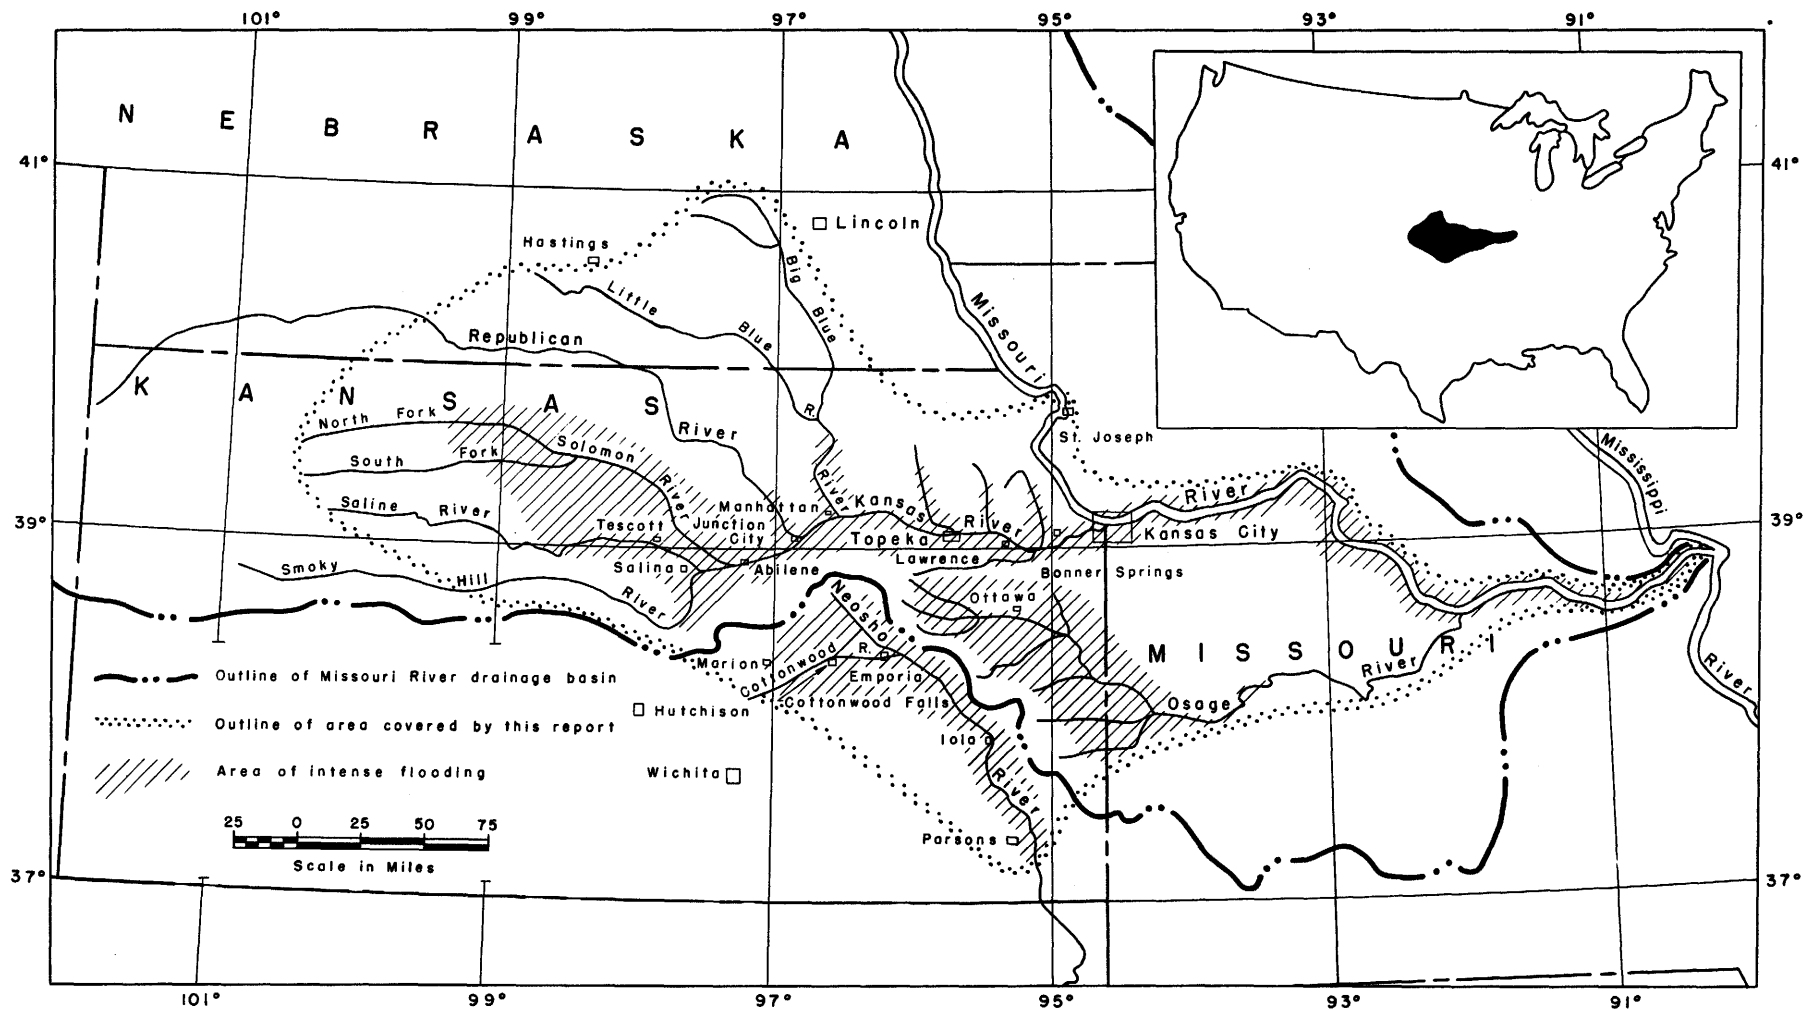 101° 99° 97° 95° 93° 91°
NEBRASKA
41° 41°
Lincoln
Hastings
Big
Blue
Little
Blue
Missouri
Republican
KANSAS
R.
North Fork
River
St. Joseph
Mississippi
Solomon
South Fork
River
River
River
Saline River
Manhattan
Kansas
39° 39°
Tescott
Junction
City
River
Topeka
Kansas City
Lawrence
Salina
Abilene
Bonner Springs
Smoky Hill River
Ottawa
Neosho
MISSOURI
R.
Marion
Cottonwood
River
River
Emporia
Outline of Missouri River drainage basin
Cottonwood Falls
Osage
Hutchison
Outline of area covered by this report
Iola
Area of intense flooding
Wichita
River
25 0 25 50 75
Scale in Miles
Parsons
37° 37°
101° 99° 97° 95° 93° 91°